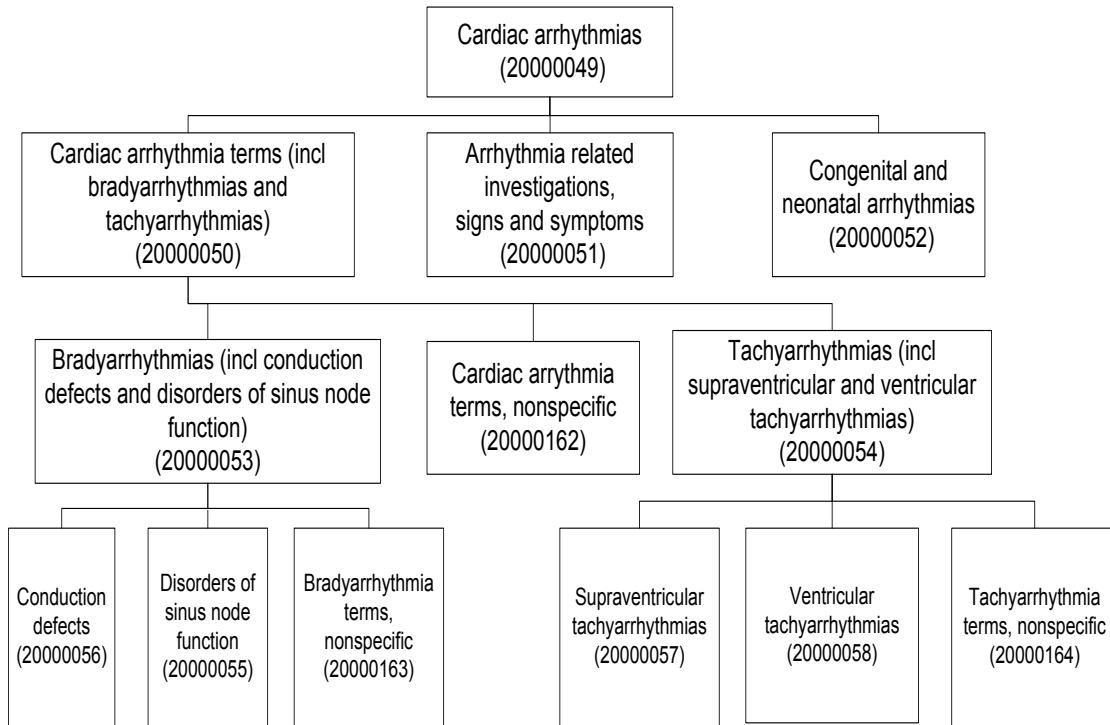 Cardiac arrhythmias
(20000049)
Cardiac arrhythmia terms (incl
bradyarrhythmias and
tachyarrhythmias)
(20000050)
Arrhythmia related
investigations,
signs and symptoms
(20000051)
Congenital and
neonatal arrhythmias
(20000052)
Bradyarrhythmias (incl conduction
defects and disorders of sinus node
function)
(20000053)
Cardiac arrythmia
terms, nonspecific
(20000162)
Tachyarrhythmias (incl
supraventricular and ventricular
tachyarrhythmias)
(20000054)
Conduction
defects
(20000056)
Disorders of
sinus node
function
(20000055)
Bradyarrhythmia
terms,
nonspecific
(20000163)
Supraventricular
tachyarrhythmias
(20000057)
Ventricular
tachyarrhythmias
(20000058)
Tachyarrhythmia
terms, nonspecific
(20000164)